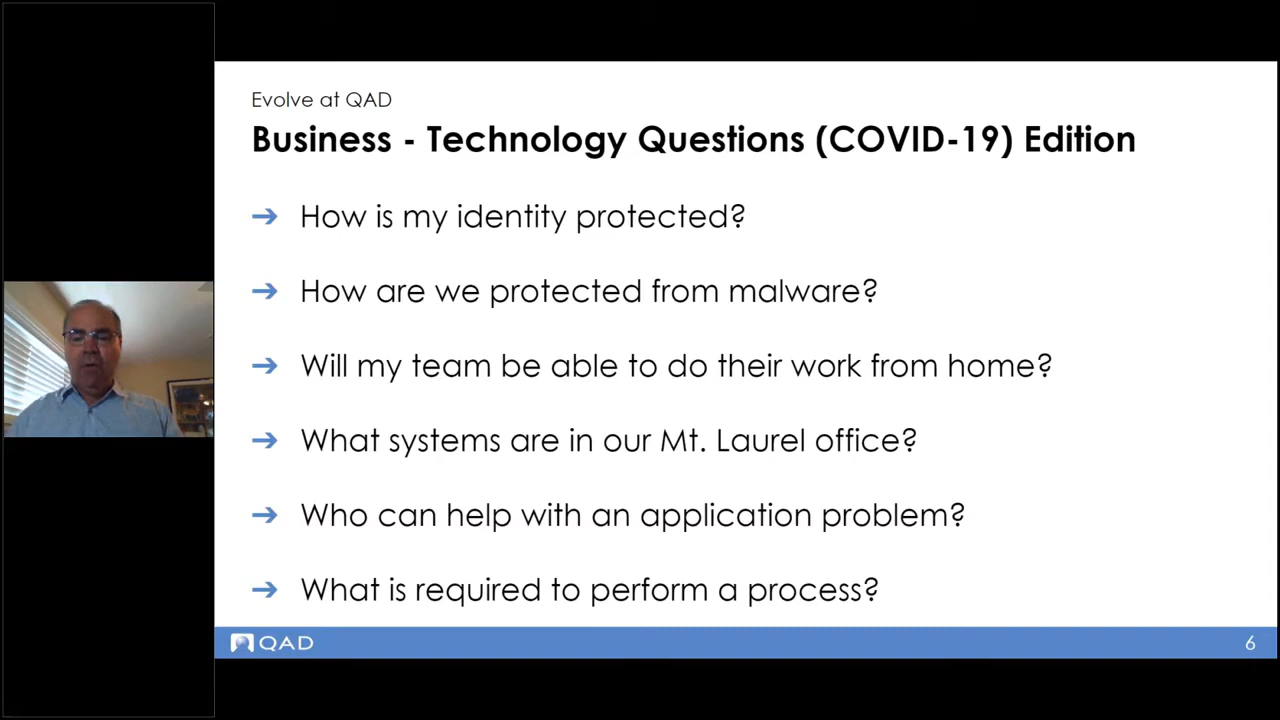 Evolve at QAD
Business - Technology Questions (COVID-19) Edition
➔ How is my identity protected?
➔ How are we protected from malware?
➔ Will my team be able to do their work from home?
➔ What systems are in our Mt. Laurel office?
➔ Who can help with an application problem?
➔ What is required to perform a process?
QAD
6